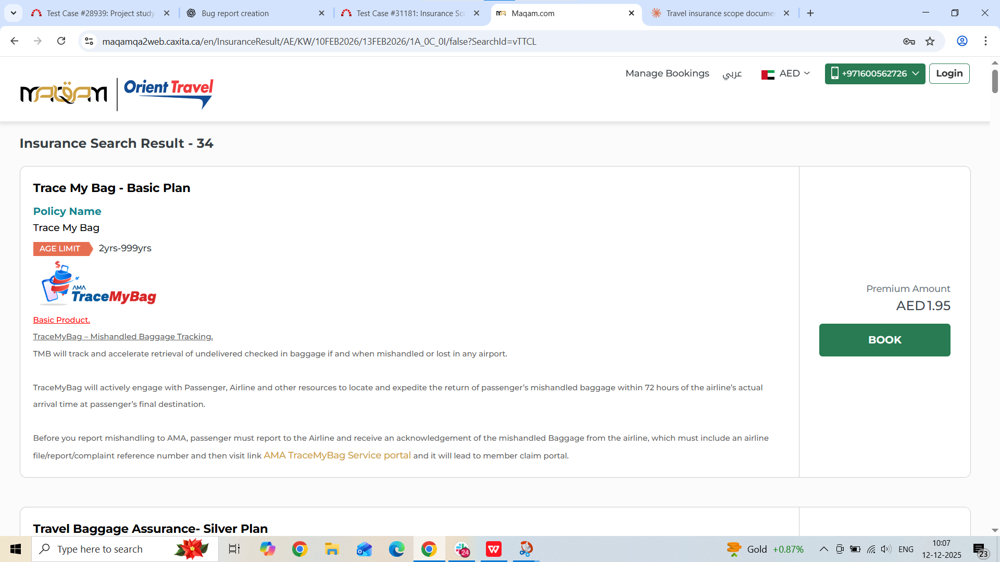 Test Case #28939: Project study
Bug report creation
Test Case #31181: Insurance Sc
Maqam.com
Travel insurance scope docume
maqamqa2web.caxita.ca/en/InsuranceResult/AE/KW/10FEB2026/13FEB2026/1A_0C_0I/false?SearchId=vTTCL
Manage Bookings
عربي
AED
+971600562726
Login
MAQAM
Orient Travel
Insurance Search Result - 34
Trace My Bag - Basic Plan
Policy Name
Trace My Bag
AGE LIMIT 2yrs-999yrs
$
AMA
TraceMyBag
Basic Product.
TraceMyBag – Mishandled Baggage Tracking.
TMB will track and accelerate retrieval of undelivered checked in baggage if and when mishandled or lost in any airport.
TraceMyBag will actively engage with Passenger, Airline and other resources to locate and expedite the return of passenger’s mishandled baggage within 72 hours of the airline’s actual
arrival time at passenger’s final destination.
Before you report mishandling to AMA, passenger must report to the Airline and receive an acknowledgement of the mishandled Baggage from the airline, which must include an airline
file/report/complaint reference number and then visit link AMA TraceMyBag Service portal and it will lead to member claim portal.
Premium Amount
AED1.95
BOOK
Travel Baggage Assurance- Silver Plan
Type here to search
24
Gold +0.87%
ENG
10:07
12-12-2025
23